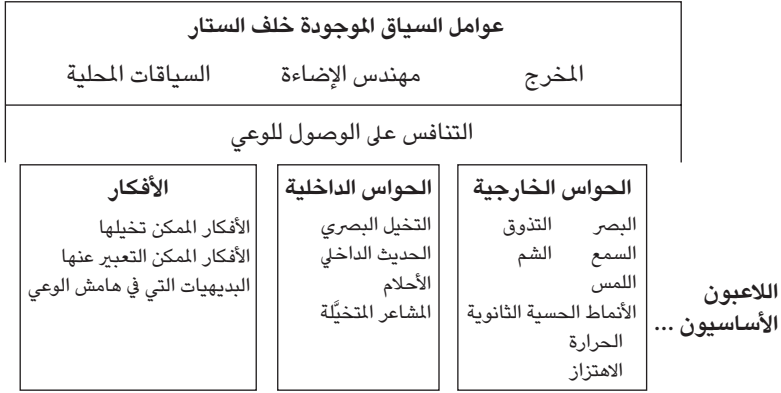 عوامل السياق الموجودة خلف الستار
المخرج مهندس الإضاءة السياقات المحلية
التنافس على الوصول للوعي
الحواس الخارجية
البصر التذوق
السمع الشم
اللمس
الأنماط الحسية الثانوية
الحرارة
الاهتزاز
الحواس الداخلية
التخيل البصري
الحديث الداخلي
الأحلام
المشاعر المتخيَّلة
الأفكار
الأفكار الممكن تخيلها
الأفكار الممكن التعبير عنها
البديهيات التي في هامش الوعي
اللاعبون
الأساسيون ...